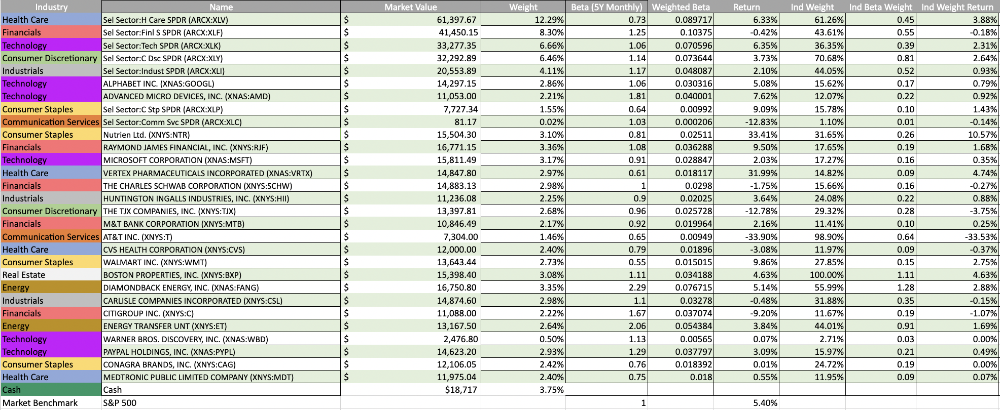 Industry Name Market Value Weight Beta (5Y Monthly) Weighted Beta Return Ind Weight Ind Beta Weight Ind Weight Return
Health Care Sel Sector:H Care SPDR (ARCX:XLV) $ 61,397.67 12.29% 0.73 0.089717 6.33% 61.26% 0.45 3.88%
Financials Sel Sector:Finl S SPDR (ARCX:XLF) $ 41,450.15 8.30% 1.25 0.10375 -0.42% 43.61% 0.55 -0.18%
Technology Sel Sector:Tech SPDR (ARCX:XLK) $ 33,277.35 6.66% 1.06 0.070596 6.35% 36.35% 0.39 2.31%
Consumer Discretionary Sel Sector:C Dsc SPDR (ARCX:XLY) $ 32,292.89 6.46% 1.14 0.073644 3.73% 70.68% 0.81 2.64%
Industrials Sel Sector:Indust SPDR (ARCX:XLI) $ 20,553.89 4.11% 1.17 0.048087 2.10% 44.05% 0.52 0.93%
Technology ALPHABET INC. (XNAS:GOOGL) $ 14,297.15 2.86% 1.06 0.030316 5.08% 15.62% 0.17 0.79%
Technology ADVANCED MICRO DEVICES, INC. (XNAS:AMD) $ 11,053.00 2.21% 1.81 0.040001 7.62% 12.07% 0.22 0.92%
Consumer Staples Sel Sector:C Stp SPDR (ARCX:XLP) $ 7,727.34 1.55% 0.64 0.00992 9.09% 15.78% 0.10 1.43%
Communication Services Sel Sector:Comm Svc SPDR (ARCX:XLC) $ 81.17 0.02% 1.03 0.000206 -12.83% 1.10% 0.01 -0.14%
Consumer Staples Nutrien Ltd. (XNYS:NTR) $ 15,504.30 3.10% 0.81 0.02511 33.41% 31.65% 0.26 10.57%
Financials RAYMOND JAMES FINANCIAL, INC. (XNYS:RJF) $ 16,771.15 3.36% 1.08 0.036288 9.50% 17.65% 0.19 1.68%
Technology MICROSOFT CORPORATION (XNAS:MSFT) $ 15,811.49 3.17% 0.91 0.028847 2.03% 17.27% 0.16 0.35%
Health Care VERTEX PHARMACEUTICALS INCORPORATED (XNAS:VRTX) $ 14,847.80 2.97% 0.61 0.018117 31.99% 14.82% 0.09 4.74%
Financials THE CHARLES SCHWAB CORPORATION (XNYS:SCHW) $ 14,883.13 2.98% 1 0.0298 -1.75% 15.66% 0.16 -0.27%
Industrials HUNTINGTON INGALLS INDUSTRIES, INC. (XNYS:HII) $ 11,236.08 2.25% 0.9 0.02025 3.64% 24.08% 0.22 0.88%
Consumer Discretionary THE TJX COMPANIES, INC. (XNYS:TJX) $ 13,397.81 2.68% 0.96 0.025728 -12.78% 29.32% 0.28 -3.75%
Financials M&T BANK CORPORATION (XNYS:MTB) $ 10,846.49 2.17% 0.92 0.019964 2.16% 11.41% 0.10 0.25%
Communication Services AT&T INC. (XNYS:T) $ 7,304.00 1.46% 0.65 0.00949 -33.90% 98.90% 0.64 -33.53%
Health Care CVS HEALTH CORPORATION (XNYS:CVS) $ 12,000.00 2.40% 0.79 0.01896 -3.08% 11.97% 0.09 -0.37%
Consumer Staples WALMART INC. (XNYS:WMT) $ 13,643.44 2.73% 0.55 0.015015 9.86% 27.85% 0.15 2.75%
Real Estate BOSTON PROPERTIES, INC. (XNYS:BXP) $ 15,398.40 3.08% 1.11 0.034188 4.63% 100.00% 1.11 4.63%
Energy DIAMONDBACK ENERGY, INC. (XNAS:FANG) $ 16,750.80 3.35% 2.29 0.076715 5.14% 55.99% 1.28 2.88%
Industrials CARLISLE COMPANIES INCORPORATED (XNYS:CSL) $ 14,874.60 2.98% 1.1 0.03278 -0.48% 31.88% 0.35 -0.15%
Financials CITIGROUP INC. (XNYS:C) $ 11,088.00 2.22% 1.67 0.037074 -9.20% 11.67% 0.19 -1.07%
Energy ENERGY TRANSFER UNT (XNYS:ET) $ 13,167.50 2.64% 2.06 0.054384 3.84% 44.01% 0.91 1.69%
Technology WARNER BROS. DISCOVERY, INC. (XNAS:WBD) $ 2,476.80 0.50% 1.13 0.00565 0.07% 2.71% 0.03 0.00%
Technology PAYPAL HOLDINGS, INC. (XNAS:PYPL) $ 14,623.20 2.93% 1.29 0.037797 3.09% 15.97% 0.21 0.49%
Consumer Staples CONAGRA BRANDS, INC. (XNYS:CAG) $ 12,106.05 2.42% 0.76 0.018392 0.01% 24.72% 0.19 0.00%
Health Care MEDTRONIC PUBLIC LIMITED COMPANY (XNYS:MDT) $ 11,975.04 2.40% 0.75 0.018 0.55% 11.95% 0.09 0.07%
Cash Cash $18,717 3.75%
Market Benchmark S&P 500 1 5.40%